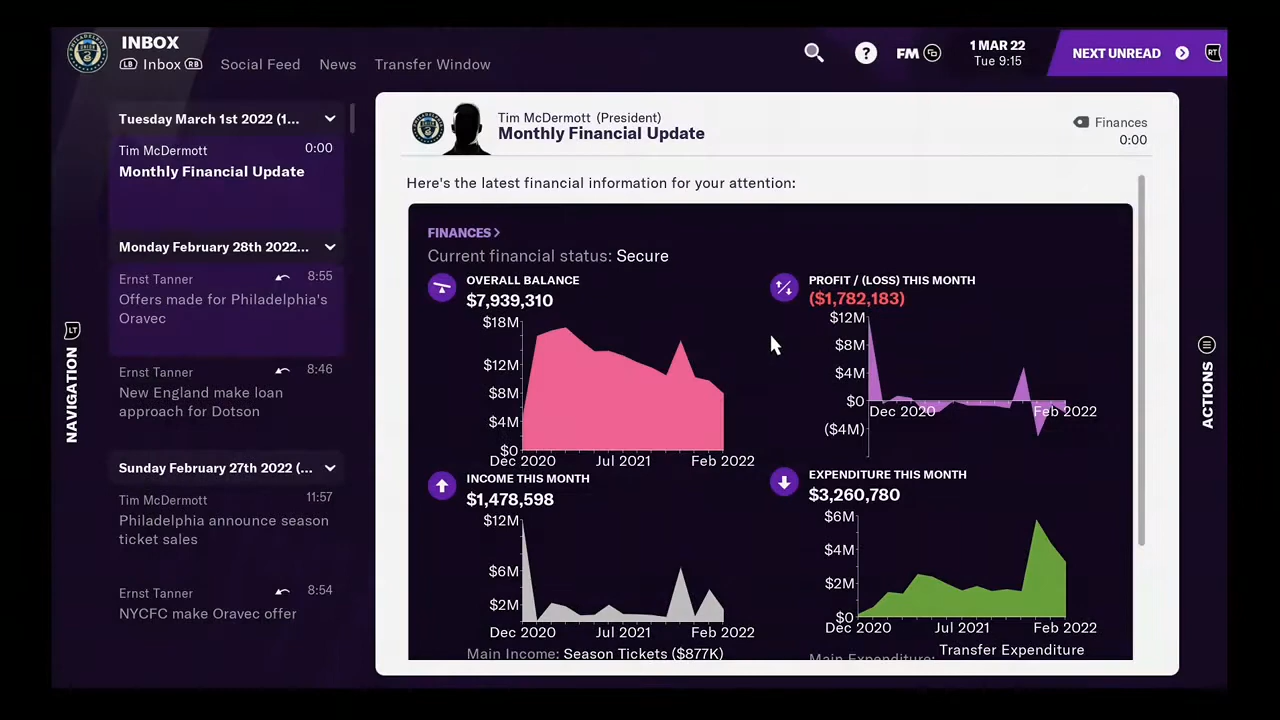 INBOX
LB Inbox RB
Social Feed
News
Transfer Window
FM
1 MAR 22
Tue 9:15
NEXT UNREAD
RT
Tuesday March 1st 2022 (1...
Tim McDermott
0:00
Monthly Financial Update
Monday February 28th 2022...
Ernst Tanner
8:55
Offers made for Philadelphia's
Oravec
Ernst Tanner
8:46
New England make loan
approach for Dotson
Sunday February 27th 2022 (...
Tim McDermott
11:57
Philadelphia announce season
ticket sales
Ernst Tanner
8:54
NYCFC make Oravec offer
NAVIGATION
LT
Tim McDermott (President)
Monthly Financial Update
Finances
0:00
Here's the latest financial information for your attention:
FINANCES >
Current financial status: Secure
OVERALL BALANCE
$7,939,310
$18M
$12M
$8M
$4M
$0
Dec 2020
Jul 2021
Feb 2022
PROFIT / (LOSS) THIS MONTH
($1,782,183)
$12M
$8M
$4M
$0
($4M)
Dec 2020
Feb 2022
INCOME THIS MONTH
$1,478,598
$12M
$6M
$2M
Dec 2020
Jul 2021
Feb 2022
Main Income: Season Tickets ($877K)
EXPENDITURE THIS MONTH
$3,260,780
$6M
$4M
$2M
$0
Dec 2020
Jul 2021
Feb 2022
Main Expenditure:
Transfer Expenditure
ACTIONS